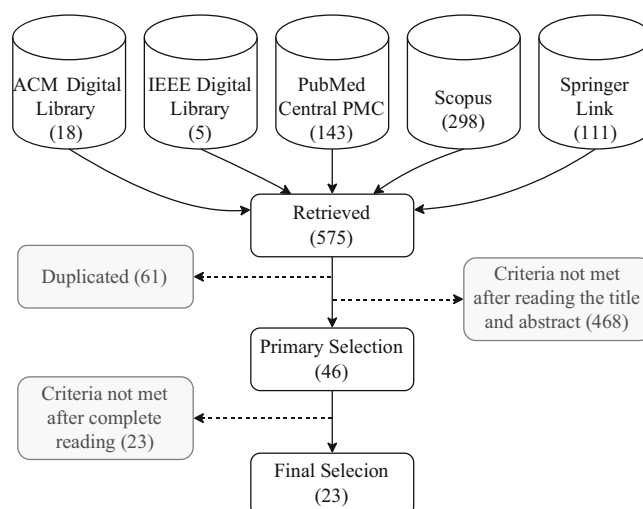 ACM Digital
Library
(18)
IEEE Digital
Library
(5)
PubMed
Central PMC
(143)
Scopus
(298)
Springer
Link
(111)
Retrieved
(575)
Duplicated (61)
Criteria not met
after reading the title
and abstract (468)
Primary Selection
(46)
Criteria not met
after complete
reading (23)
Final Selecion
(23)